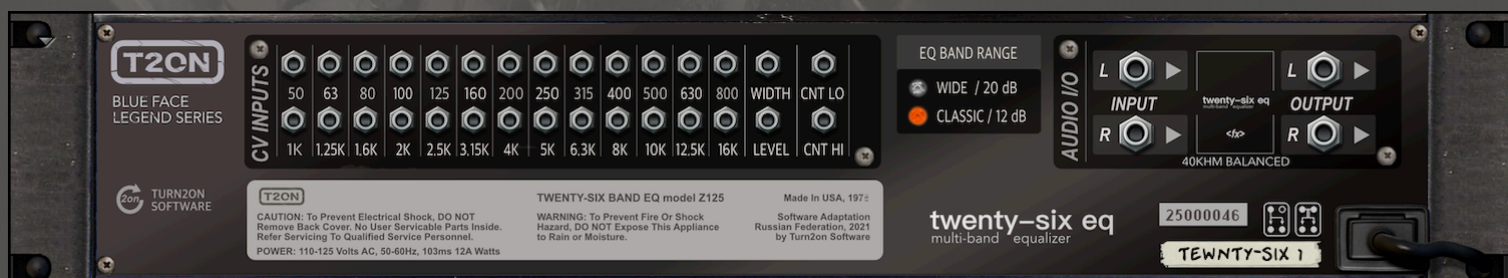 T2ON
BLUE FACE
LEGEND SERIES
2on
TURN2ON
SOFTWARE
CV INPUTS
50 63 80 100 125 160 200 250 315 400 500 630 800 WIDTH CNT LO
1K 1.25K 1.6K 2K 2.5K 3.15K 4K 5K 6.3K 8K 10K 12.5K 16K LEVEL CNT HI
EQ BAND RANGE
WIDE / 20 dB
CLASSIC / 12 dB
AUDIO I/O
L
INPUT
R
twenty-six eq
multi-band equalizer
<fx>
L
OUTPUT
R
40KHM BALANCED
T2ON
CAUTION: To Prevent Electrical Shock, DO NOT
Remove Back Cover. No User Servicable Parts Inside.
Refer Servicing To Qualified Service Personnel.
POWER: 110-125 Volts AC, 50-60Hz, 103ms 12A Watts
TWENTY-SIX BAND EQ model Z125
WARNING: To Prevent Fire Or Shock
Hazard, DO NOT Expose This Appliance
to Rain or Moisture.
Made In USA,
Software Adaptation
Russian Federation, 2021
by Turn2on Software
twenty-six eq
multi-band equalizer
25000046
TEWNTY-SIX 1